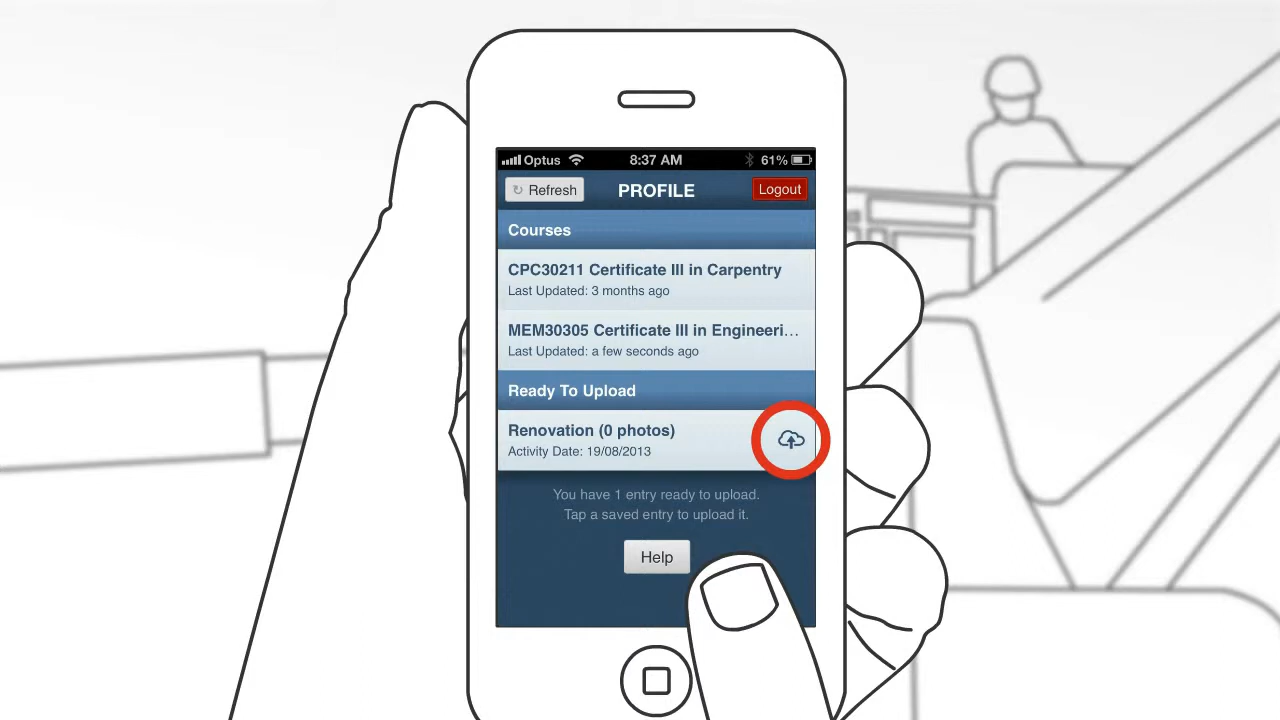 Optus 8:37 AM 61%
Refresh PROFILE Logout
Courses
CPC30211 Certificate III in Carpentry
Last Updated: 3 months ago
MEM30305 Certificate III in Engineeri...
Last Updated: a few seconds ago
Ready To Upload
Renovation (0 photos)
Activity Date: 19/08/2013
You have 1 entry ready to upload.
Tap a saved entry to upload it.
Help